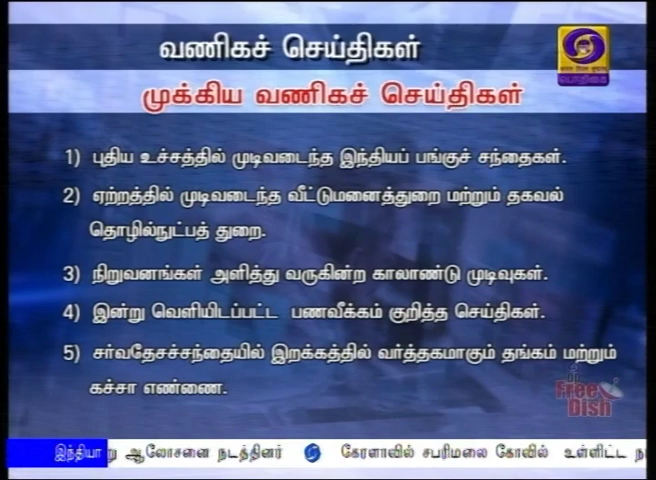 வணிகச் செய்திகள்
பொதிகை
முக்கிய வணிகச் செய்திகள்
1) புதிய உச்சத்தில் முடிவடைந்த இந்தியப் பங்குச் சந்தைகள்.
2) ஏற்றத்தில் முடிவடைந்த வீட்டுமனைத்துறை மற்றும் தகவல்
தொழில்நுட்பத் துறை.
3) நிறுவனங்கள் அளித்து வருகின்ற காலாண்டு முடிவுகள்.
4) இன்று வெளியிடப்பட்ட பணவீக்கம் குறித்த செய்திகள்.
5) சர்வதேசச்சந்தையில் இறக்கத்தில் வர்த்தகமாகும் தங்கம் மற்றும்
கச்சா எண்ணை.
Free
Dish
இந்தியா று ஆலோசனை நடத்தினர் கேரளாவில் சபரிமலை கோவில் உள்ளிட்ட ந